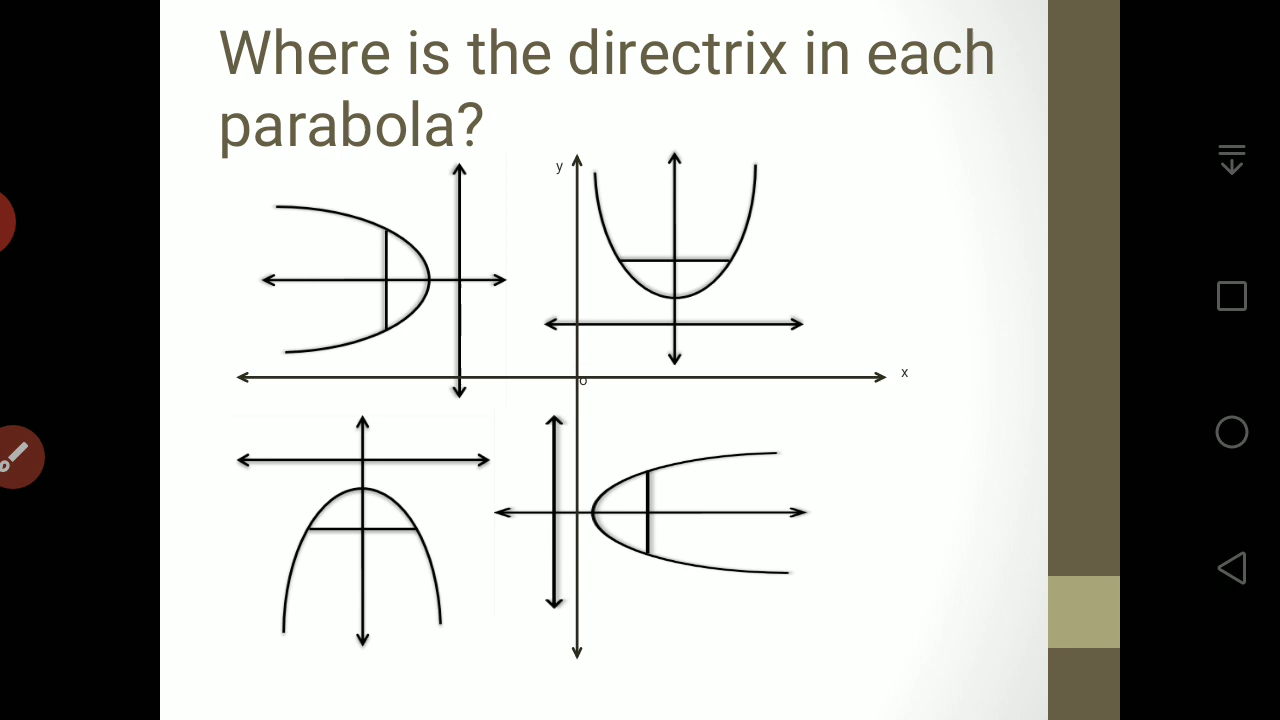 Where is the directrix in each
parabola?
y
x
o